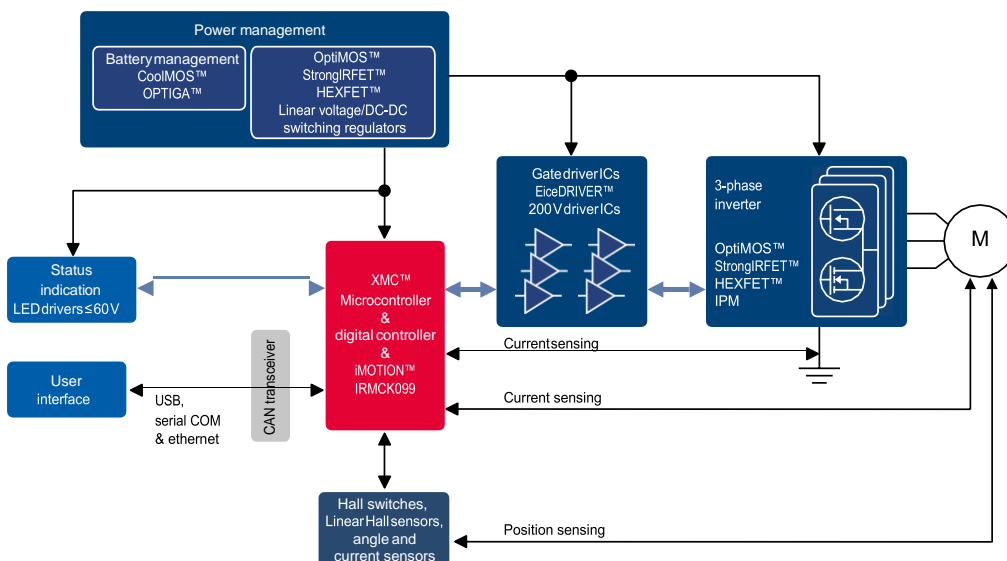 Power management
Battery management
CoolMOS™
OPTIGA™
OptiMOS™
StrongIRFET™
HEXFET™
Linear voltage/DC-DC
switching regulators
Gate driver ICs
EiceDRIVER™
200 V driver ICs
3-phase
inverter
OptiMOS™
StrongIRFET™
HEXFET™
IPM
M
Status
indication
LED drivers ≤ 60 V
XMC™
Microcontroller
&
digital controller
&
iMOTION™
IRMCK099
User
interface
USB,
serial COM
& ethernet
CAN transceiver
Current sensing
Current sensing
Hall switches,
Linear Hall sensors,
angle and
current sensors
Position sensing